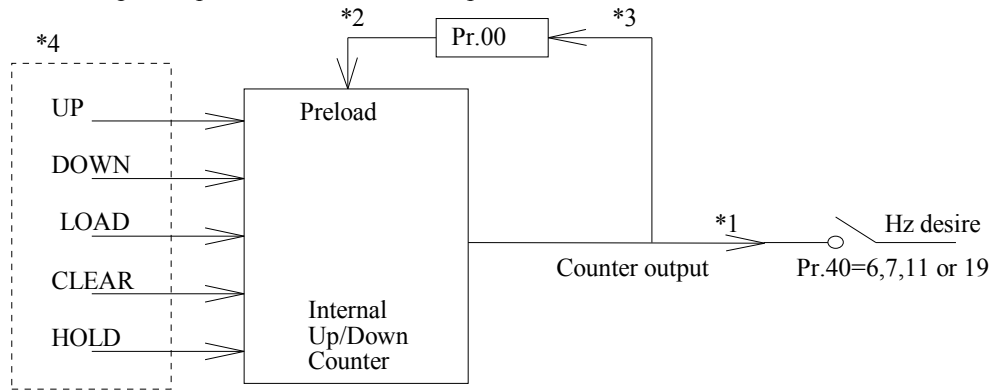 *2
*3
Pr.00
*4
UP
Preload
DOWN
LOAD
*1
Hz desire
Counter output
Pr.40=6,7,11 or 19
CLEAR
HOLD
Internal
Up/Down
Counter